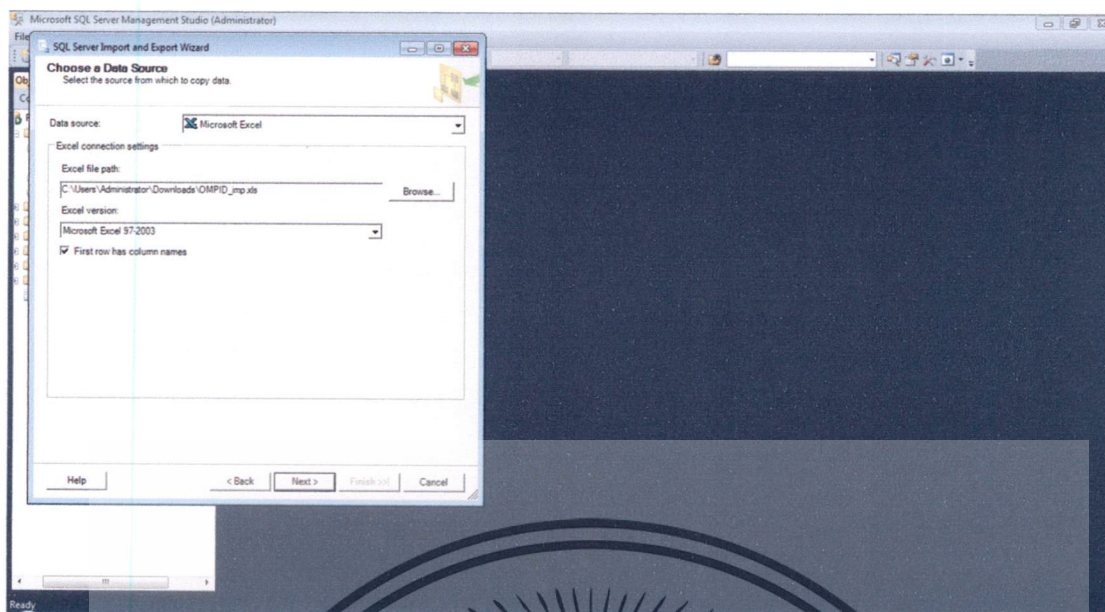 Microsoft SQL Server Management Studio (Administrator)
File
SQL Server Import and Export Wizard
Choose a Data Source
Select the source from which to copy data.
Ob
Data source:
Microsoft Excel
Excel connection settings
Excel file path:
C:\Users\Administrator\Downloads\OMPID_imp.xls
Browse...
Excel version:
Microsoft Excel 97-2003
First row has column names
Help
< Back
Next >
Finish >>|
Cancel
Ready